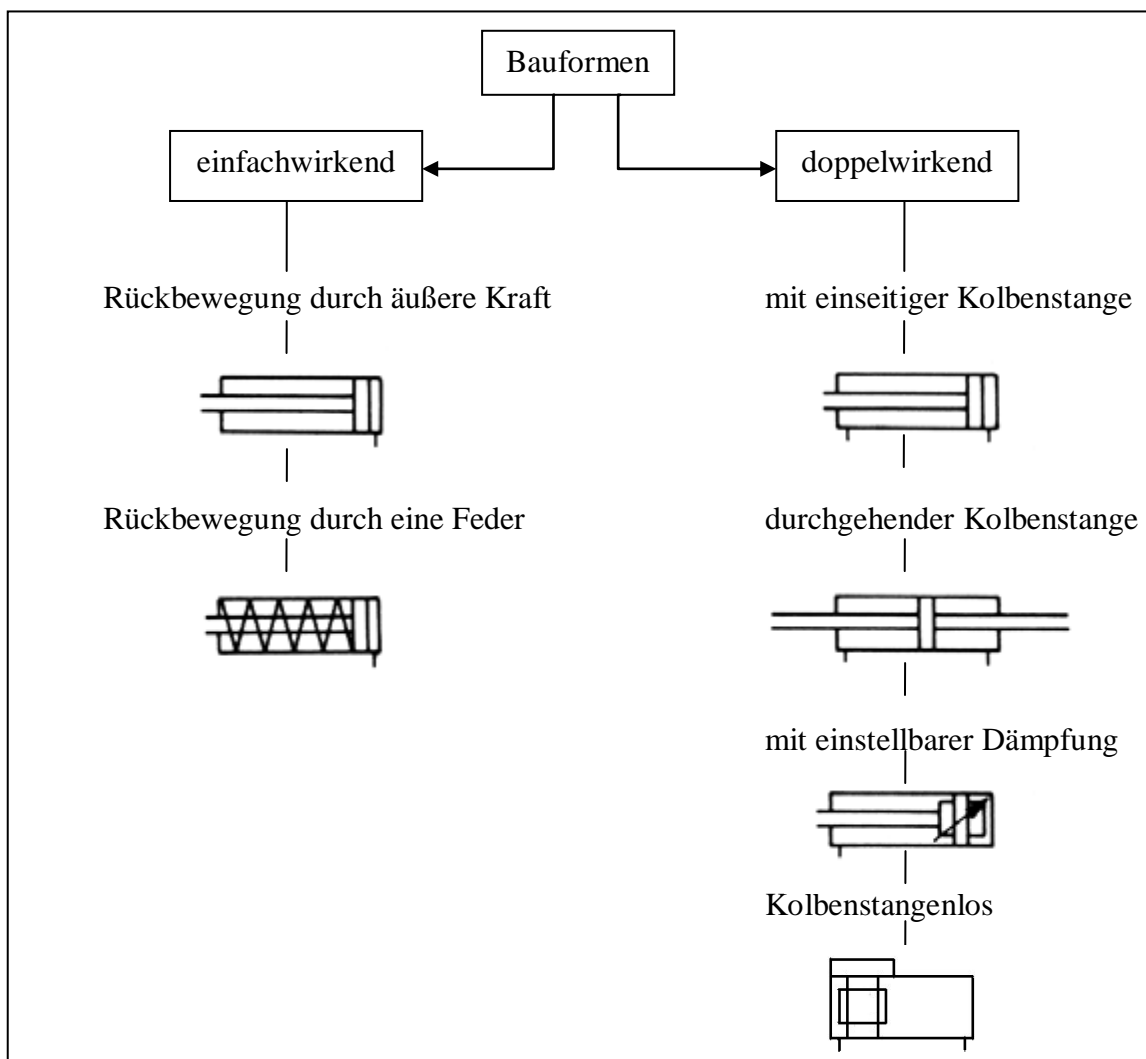 Bauformen
einfachwirkend
doppelwirkend
Rückbewegung durch äußere Kraft
mit einseitiger Kolbenstange
Rückbewegung durch eine Feder
durchgehender Kolbenstange
mit einstellbarer Dämpfung
Kolbenstangenlos